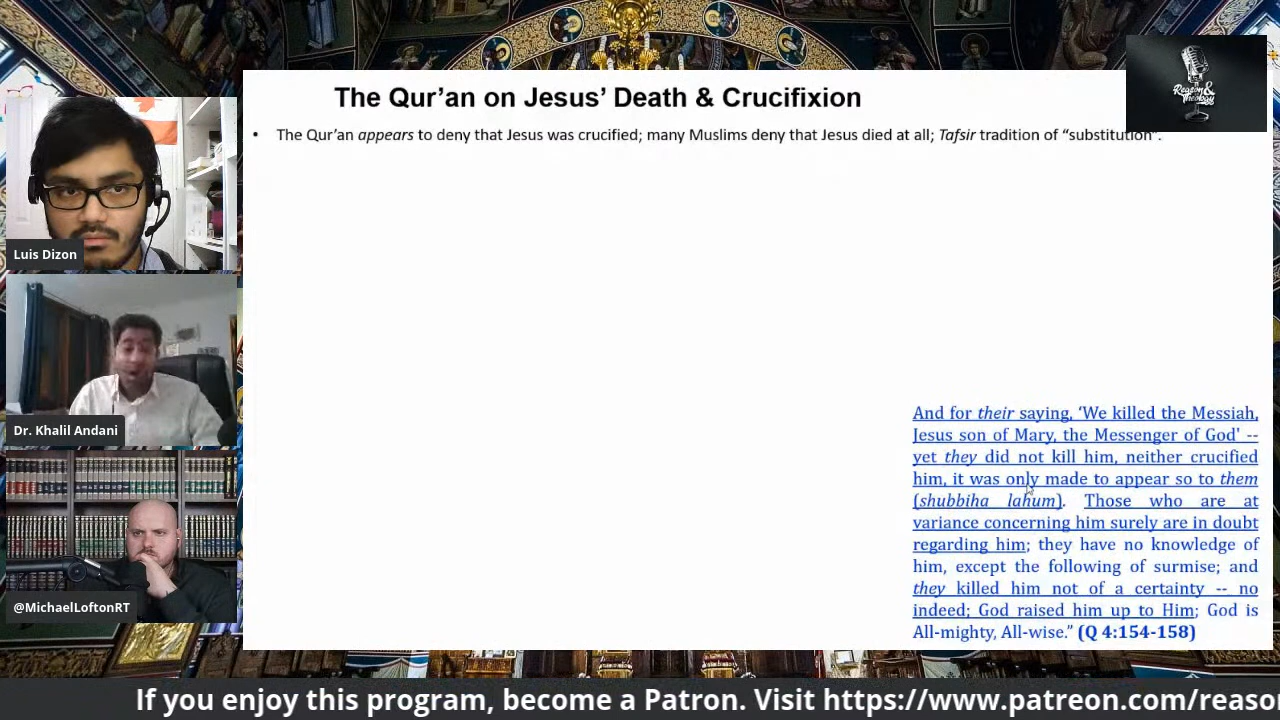 The Qur'an on Jesus' Death & Crucifixion
Reason &
Theology
• The Qur'an appears to deny that Jesus was crucified; many Muslims deny that Jesus died at all; Tafsir tradition of “substitution”.
Luis Dizon
Dr. Khalil Andani
@MichaelLoftonRT
And for their saying, ‘We killed the Messiah,
Jesus son of Mary, the Messenger of God' --
yet they did not kill him, neither crucified
him, it was only made to appear so to them
(shubbiha lahum). Those who are at
variance concerning him surely are in doubt
regarding him; they have no knowledge of
him, except the following of surmise; and
they killed him not of a certainty -- no
indeed; God raised him up to Him; God is
All-mighty, All-wise.” (Q 4:154-158)
If you enjoy this program, become a Patron. Visit https://www.patreon.com/reaso